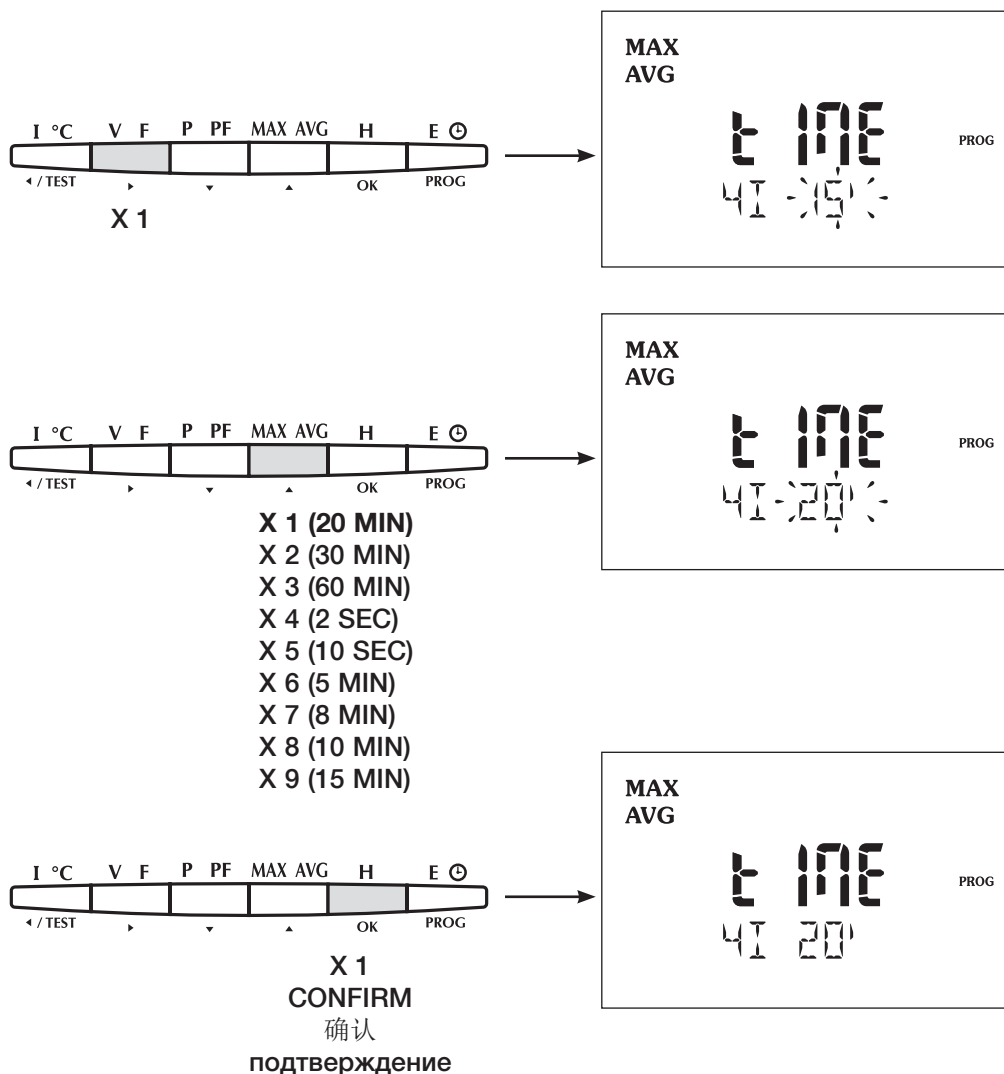 MAX
AVG
t IME
4I 15'
PROG
I °C V F P PF MAX AVG H E
/ TEST OK PROG
X 1
MAX
AVG
t IME
4I 20'
PROG
I °C V F P PF MAX AVG H E
/ TEST OK PROG
X 1 (20 MIN)
X 2 (30 MIN)
X 3 (60 MIN)
X 4 (2 SEC)
X 5 (10 SEC)
X 6 (5 MIN)
X 7 (8 MIN)
X 8 (10 MIN)
X 9 (15 MIN)
MAX
AVG
t IME
4I 20'
PROG
I °C V F P PF MAX AVG H E
/ TEST OK PROG
X 1
CONFIRM
确认
подтверждение